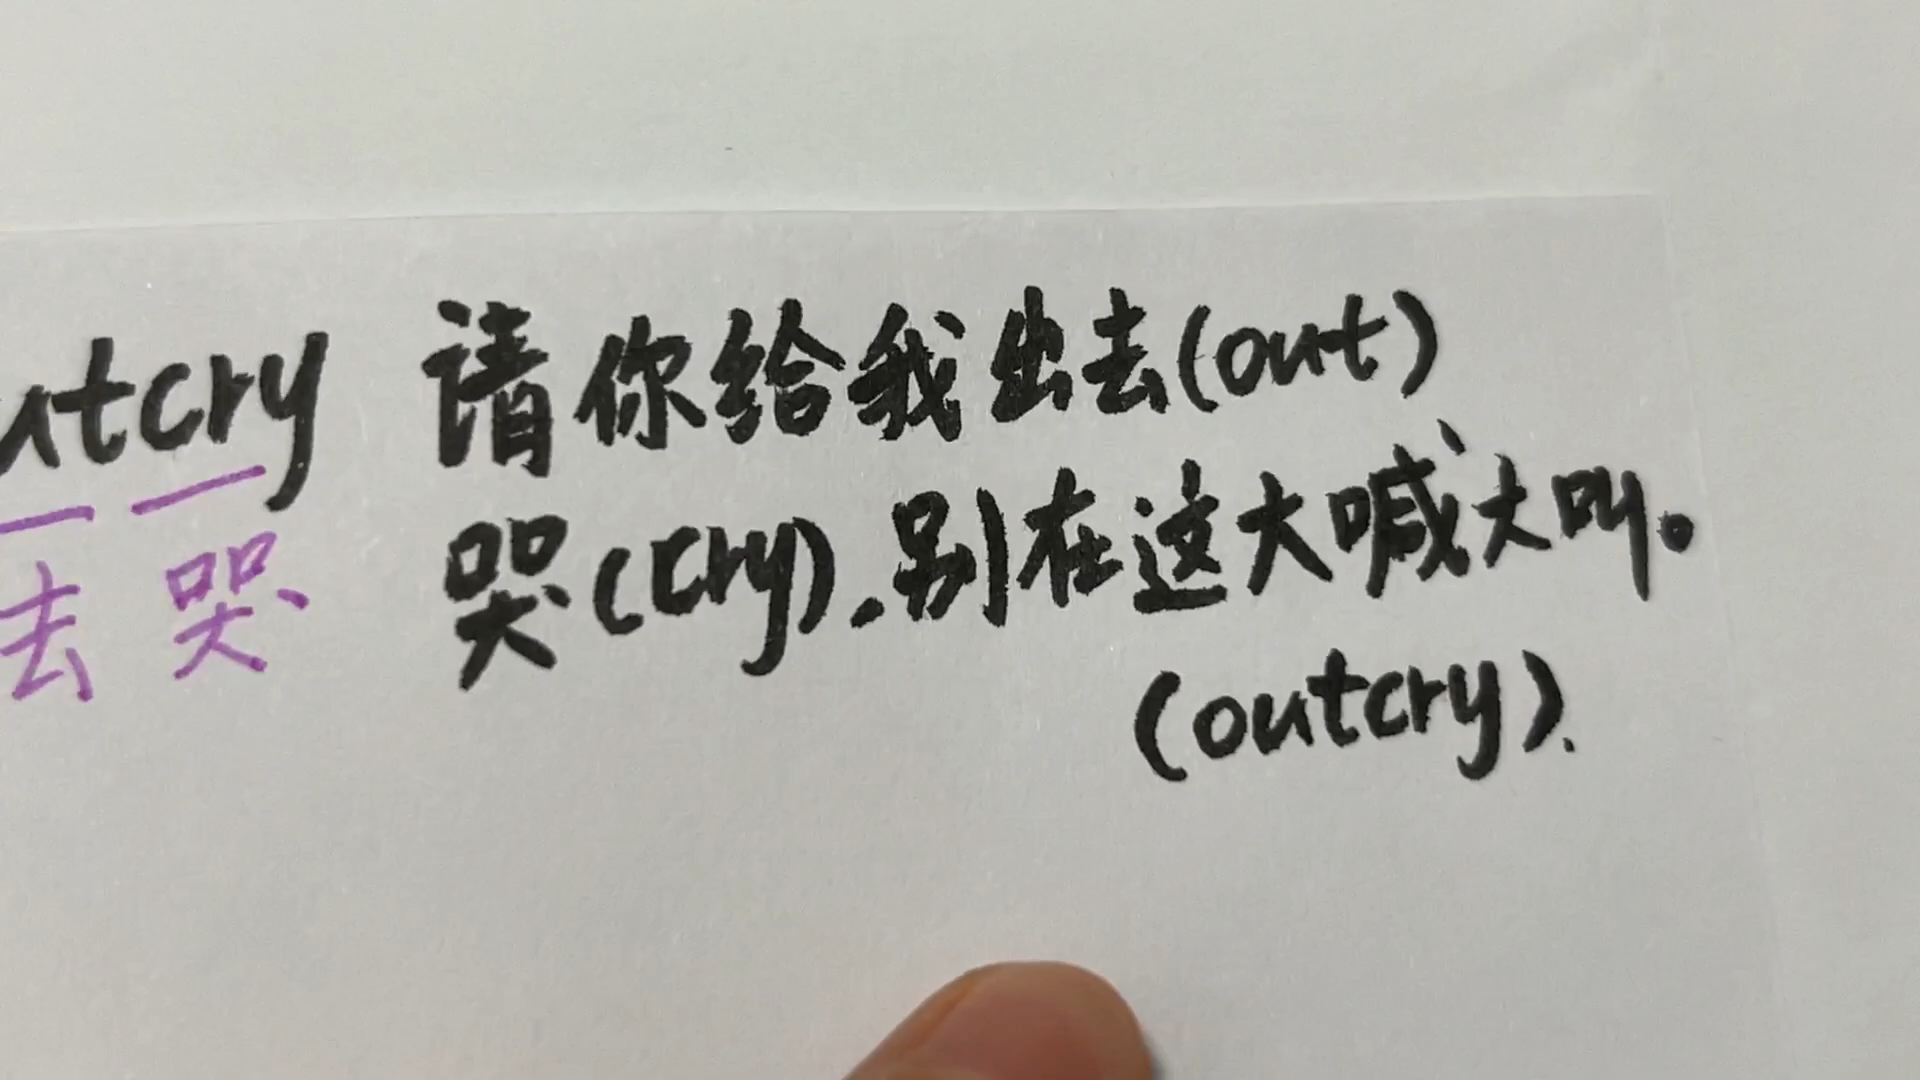 utcry 请你给我出去(out)
哭(cry),别在这大喊大叫。
去 哭
(outcry).